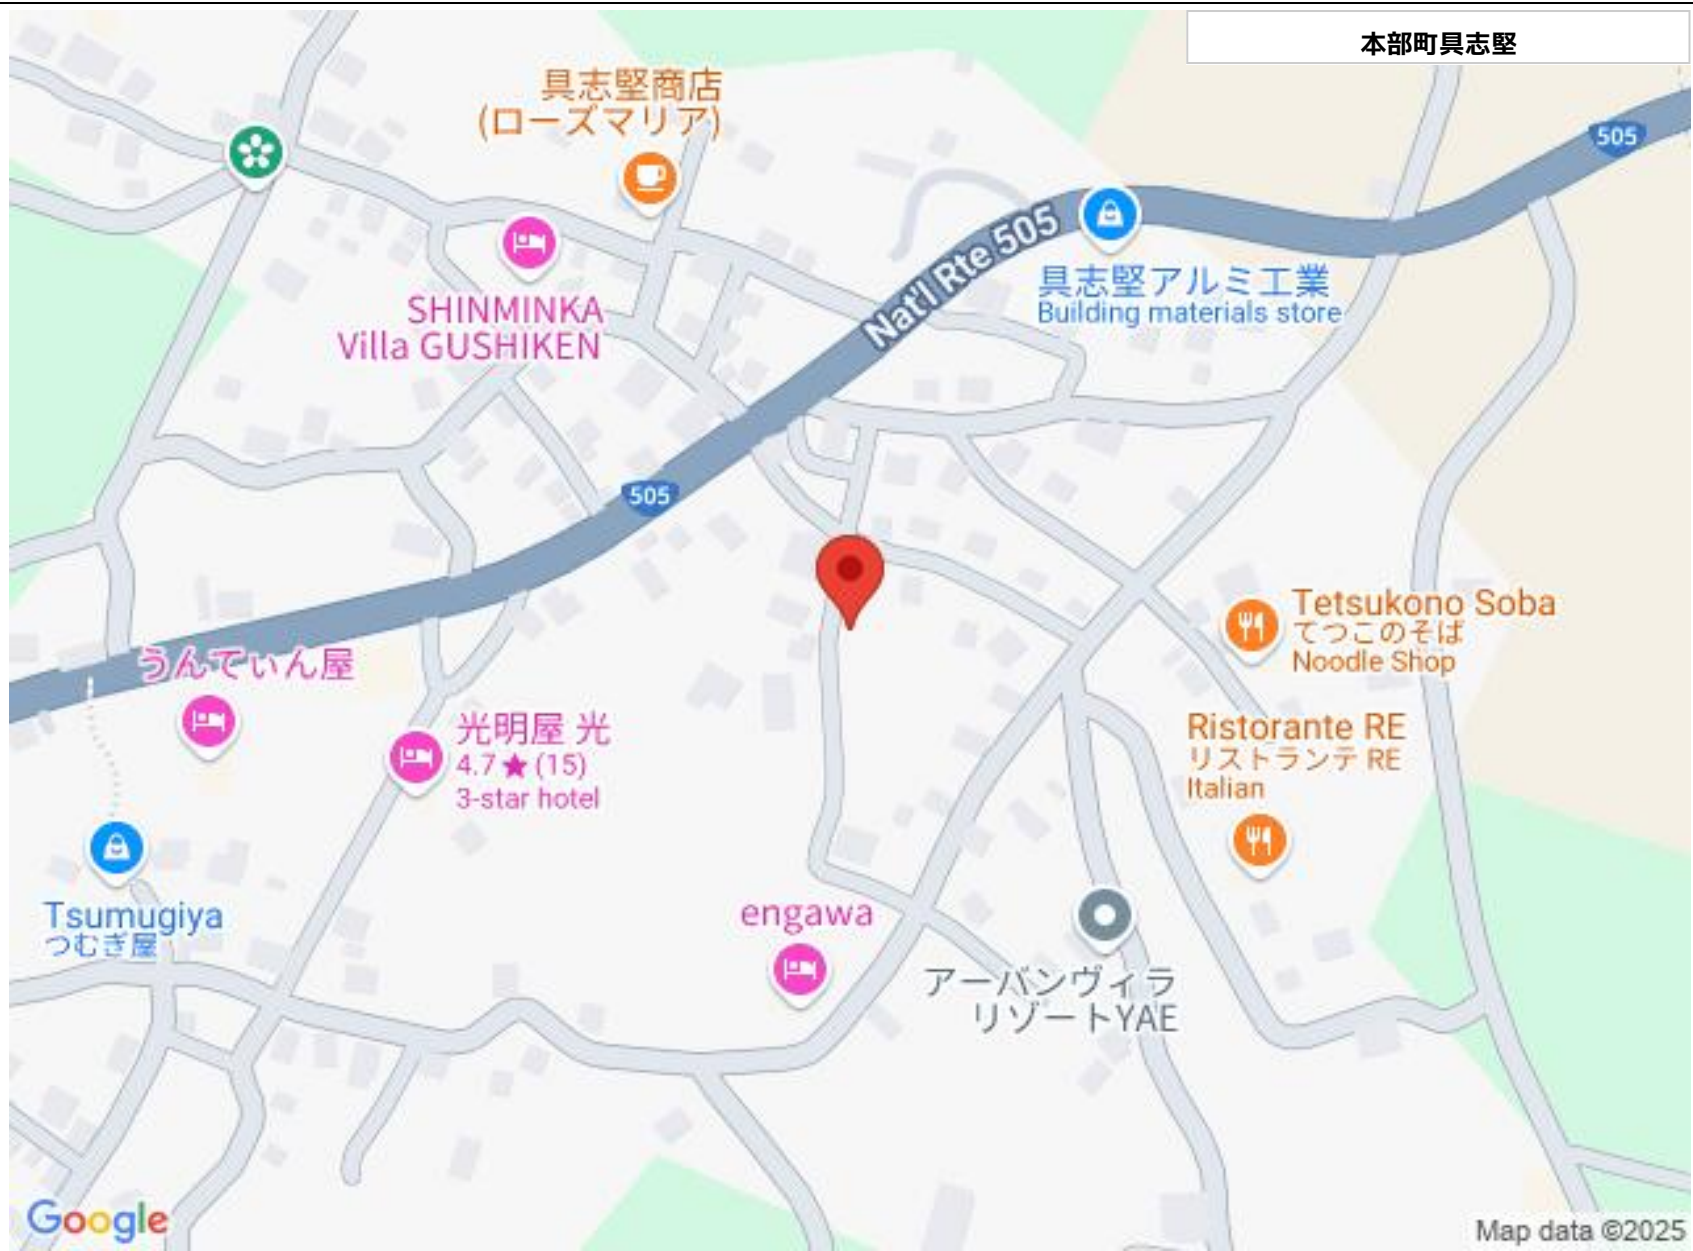 本部町具志堅
具志堅商店
(ローズマリア)
505
Nat'l Rte 505
具志堅アルミ工業
Building materials store
SHINMINKA
Villa GUSHIKEN
505
うんてぃん屋
光明屋 光
4.7★(15)
3-star hotel
Tetsukono Soba
てつこのそば
Noodle Shop
Ristorante RE
リストランテ RE
Italian
Tsumugiya
つむぎ屋
engawa
アーバンヴィラ
リゾートYAE
Google
Map data ©2025